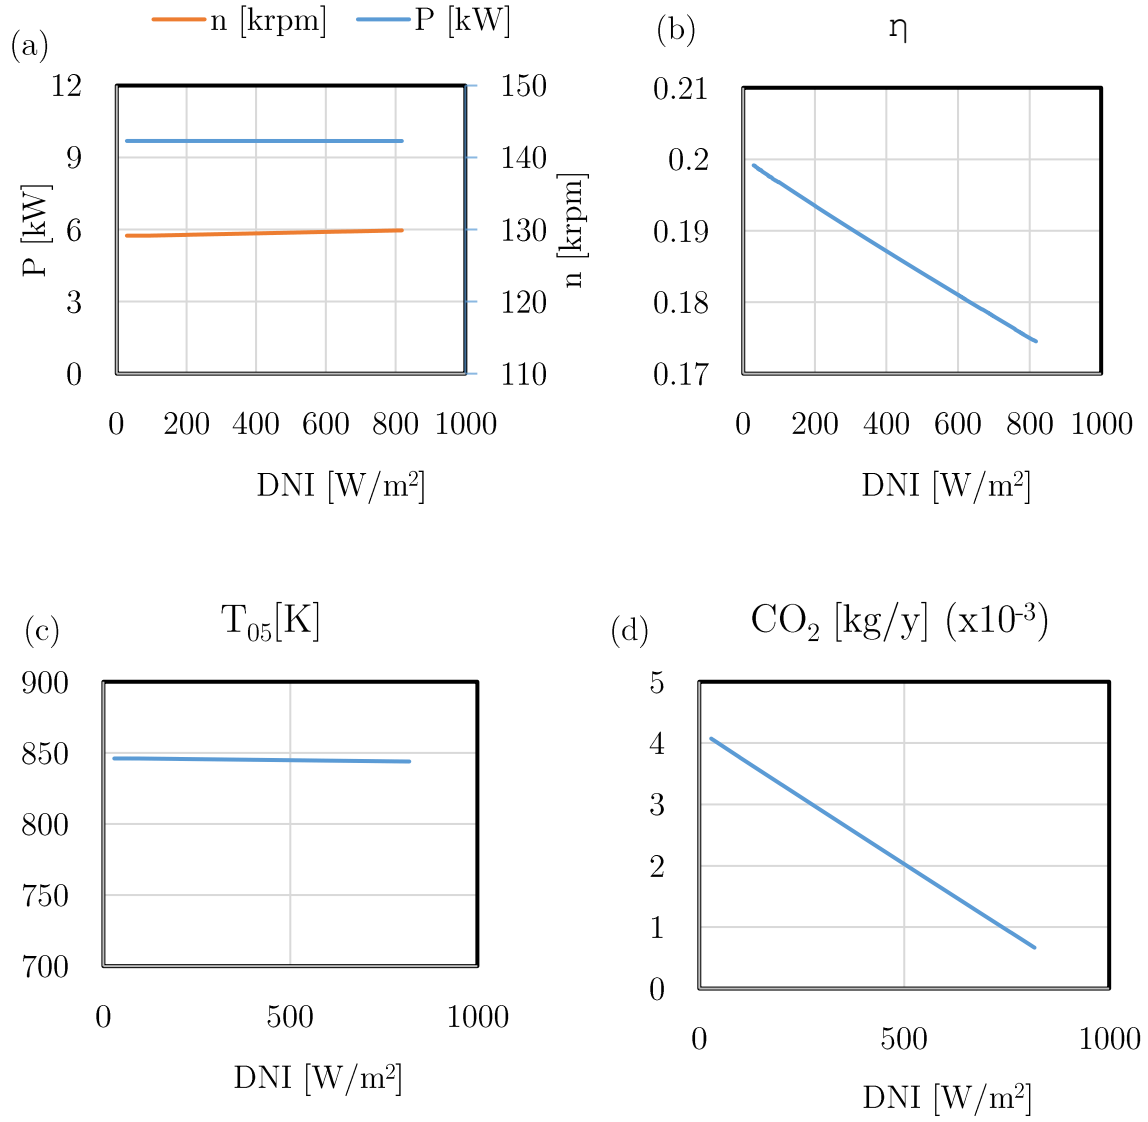 n [krpm] P [kW]
(a)
12 150
9 140
6 130
3 120
0 110
P [kW]
n [krpm]
0 200 400 600 800 1000
DNI [W/m²]
(b) η
0.21
0.2
0.19
0.18
0.17
0 200 400 600 800 1000
DNI [W/m²]
(c) T₀₅[K]
900
850
800
750
700
0 500 1000
DNI [W/m²]
(d) CO₂ [kg/y] (x10⁻³)
5
4
3
2
1
0
0 500 1000
DNI [W/m²]